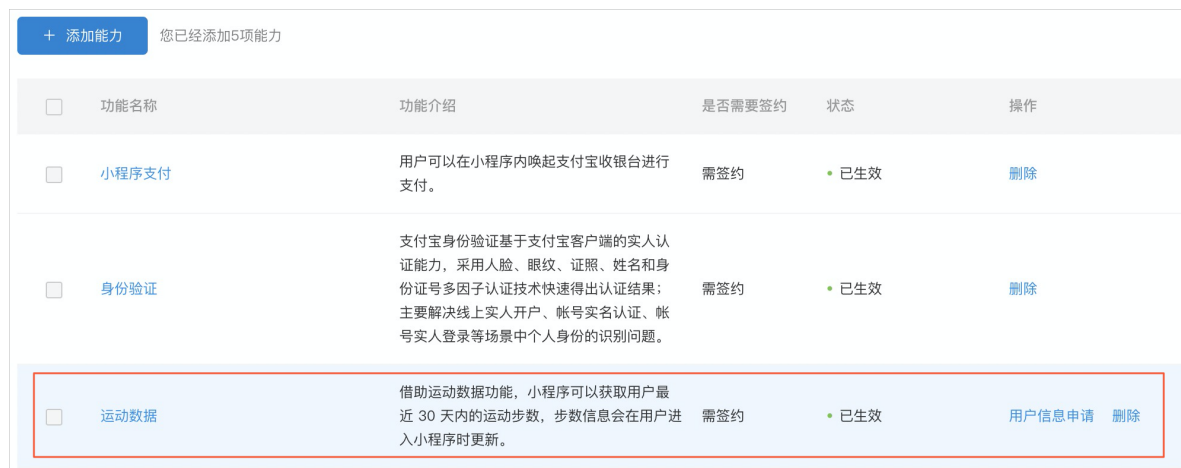 + 添加能力 您已经添加5项能力
功能名称 功能介绍 是否需要签约 状态 操作
小程序支付 用户可以在小程序内唤起支付宝收银台进行 需签约 已生效 删除
支付。
支付宝身份验证基于支付宝客户端的实人认
证能力，采用人脸、眼纹、证照、姓名和身
身份验证 份证号多因子认证技术快速得出认证结果； 需签约 已生效 删除
主要解决线上实人开户、帐号实名认证、帐
号实人登录等场景中个人身份的识别问题。
借助运动数据功能，小程序可以获取用户最
运动数据 近 30 天内的运动步数，步数信息会在用户进 需签约 已生效 用户信息申请 删除
入小程序时更新。